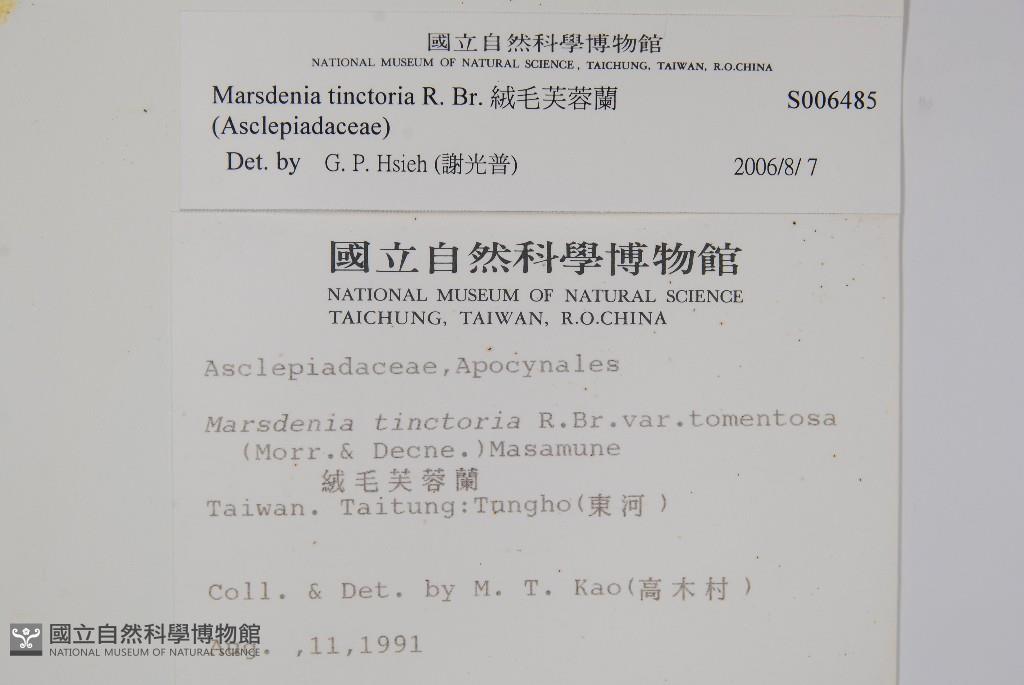 國立自然科學博物館
NATIONAL MUSEUM OF NATURAL SCIENCE, TAICHUNG, TAIWAN, R.O.CHINA
Marsdenia tinctoria R. Br. 絨毛芙蓉蘭 S006485
(Asclepiadaceae)
Det. by G. P. Hsieh (謝光普) 2006/8/ 7
國立自然科學博物館
NATIONAL MUSEUM OF NATURAL SCIENCE
TAICHUNG, TAIWAN, R.O.CHINA
Asclepiadaceae,Apocynales
Marsdenia tinctoria R.Br.var.tomentosa
(Morr.& Decne.)Masamune
絨毛芙蓉蘭
Taiwan. Taitung:Tungho(東河)
Coll. & Det. by M. T. Kao(高木村)
Aug. ,11,1991
國立自然科學博物館
NATIONAL MUSEUM OF NATURAL SCIENCE